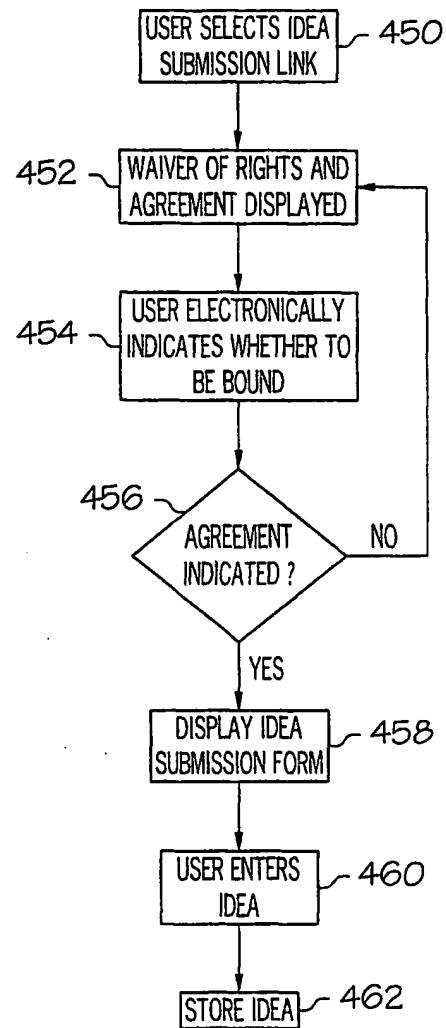 USER SELECTS IDEA
SUBMISSION LINK
450
452
WAIVER OF RIGHTS AND
AGREEMENT DISPLAYED
454
USER ELECTRONICALLY
INDICATES WHETHER TO
BE BOUND
456
AGREEMENT
INDICATED ?
NO
YES
DISPLAY IDEA
SUBMISSION FORM
458
USER ENTERS
IDEA
460
STORE IDEA
462